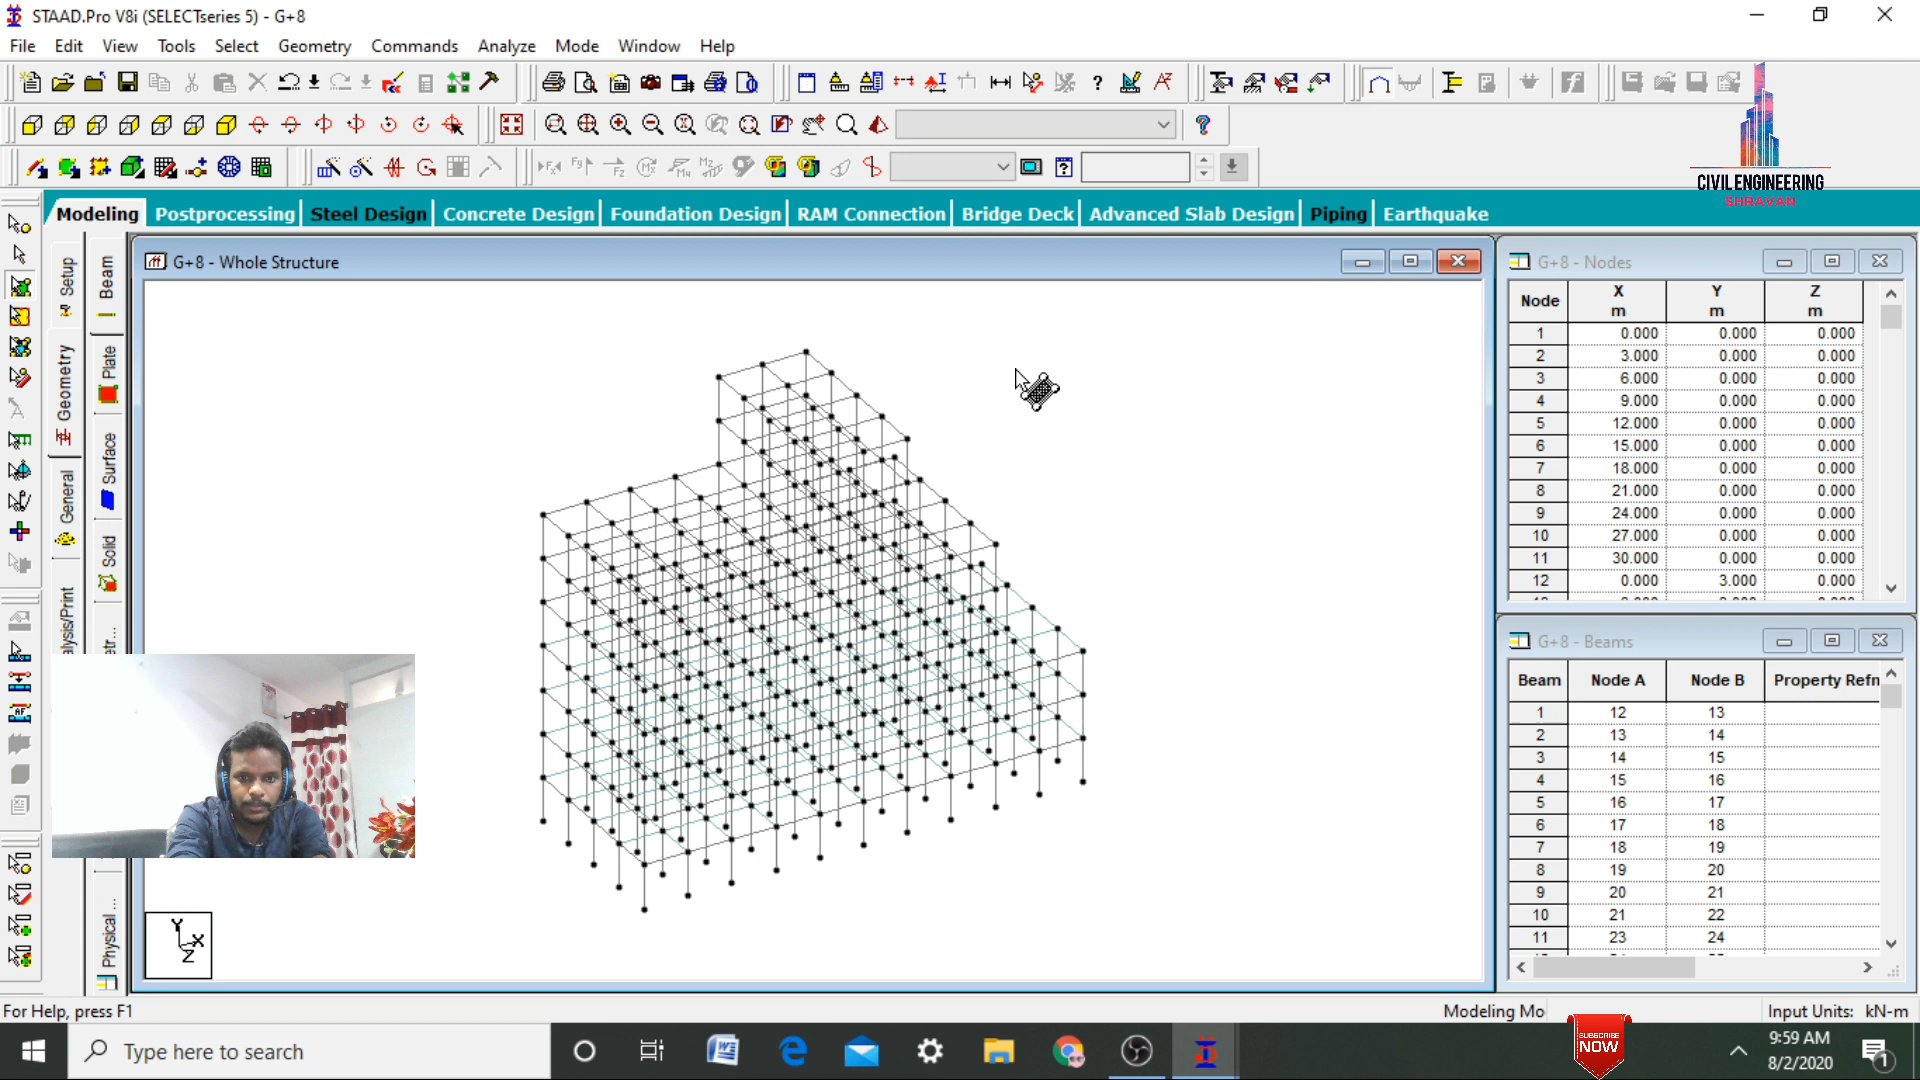 STAAD.Pro V8i (SELECTseries 5) - G+8
File Edit View Tools Select Geometry Commands Analyze Mode Window Help
CIVIL ENGINEERING
SHRAVAN
Modeling Postprocessing Steel Design Concrete Design Foundation Design RAM Connection Bridge Deck Advanced Slab Design Piping Earthquake
Setup
Geometry
General
alysis/Print
Beam
Plate
Surface
Solid
Physical ...
G+8 - Whole Structure
Y
X
Z
G+8 - Nodes
Node X m Y m Z m
1 0.000 0.000 0.000
2 3.000 0.000 0.000
3 6.000 0.000 0.000
4 9.000 0.000 0.000
5 12.000 0.000 0.000
6 15.000 0.000 0.000
7 18.000 0.000 0.000
8 21.000 0.000 0.000
9 24.000 0.000 0.000
10 27.000 0.000 0.000
11 30.000 0.000 0.000
12 0.000 3.000 0.000
G+8 - Beams
Beam Node A Node B Property Refn
1 12 13
2 13 14
3 14 15
4 15 16
5 16 17
6 17 18
7 18 19
8 19 20
9 20 21
10 21 22
11 23 24
For Help, press F1
Modeling Mo
Input Units: kN-m
Type here to search
SUBSCRIBE
NOW
9:59 AM
8/2/2020
1